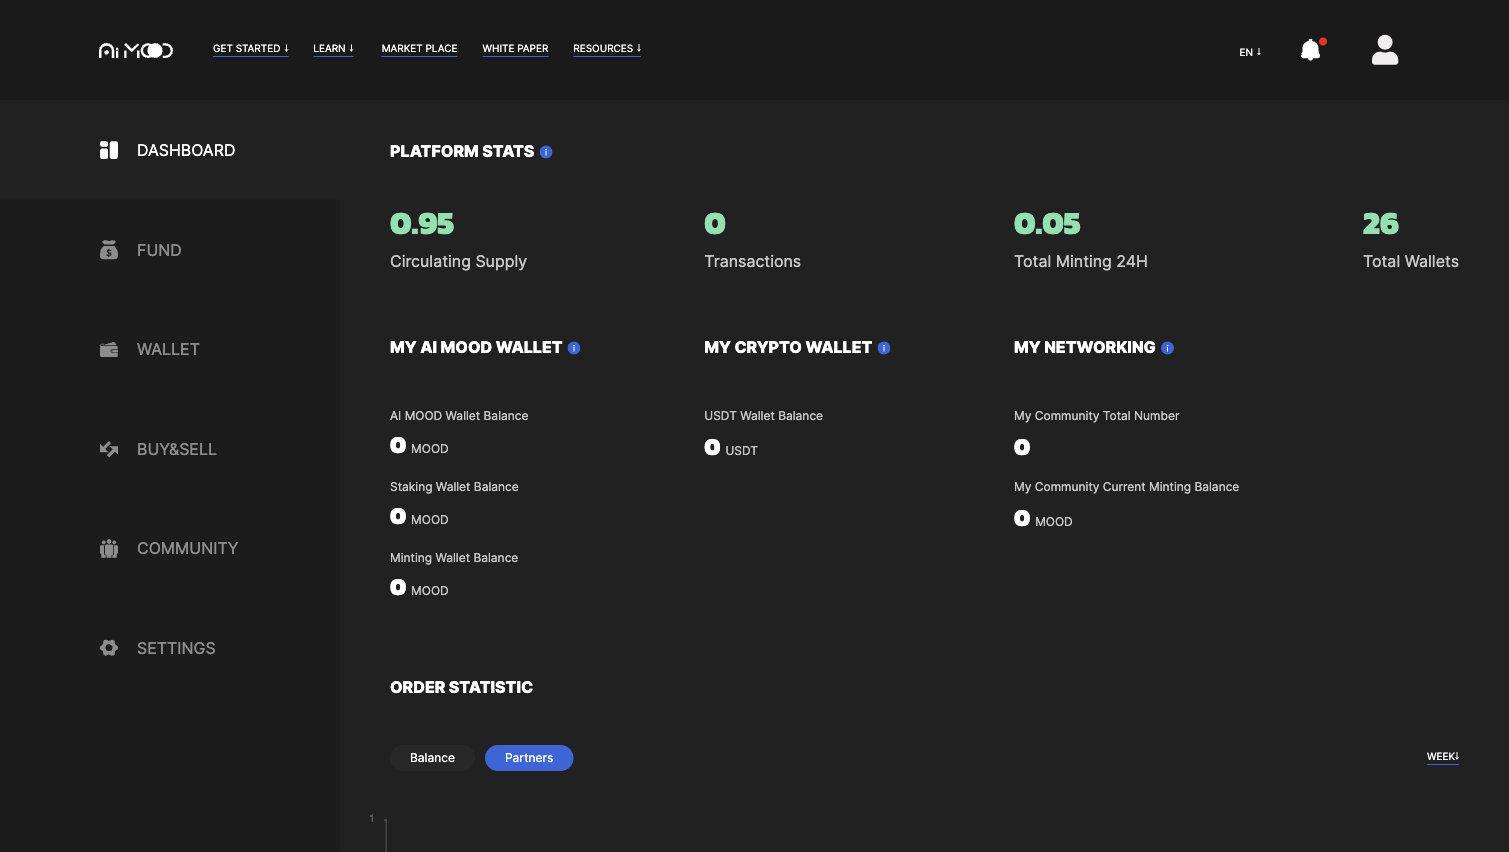 Ai MOOD
GET STARTED ↓ LEARN ↓ MARKET PLACE WHITE PAPER RESOURCES ↓ EN ↓
DASHBOARD
FUND
WALLET
BUY&SELL
COMMUNITY
SETTINGS
PLATFORM STATS i
0.95 0 0.05 26
Circulating Supply Transactions Total Minting 24H Total Wallets
MY AI MOOD WALLET i MY CRYPTO WALLET i MY NETWORKING i
AI MOOD Wallet Balance USDT Wallet Balance My Community Total Number
0 MOOD 0 USDT 0
Staking Wallet Balance My Community Current Minting Balance
0 MOOD 0 MOOD
Minting Wallet Balance
0 MOOD
ORDER STATISTIC
Balance Partners WEEK↓
1